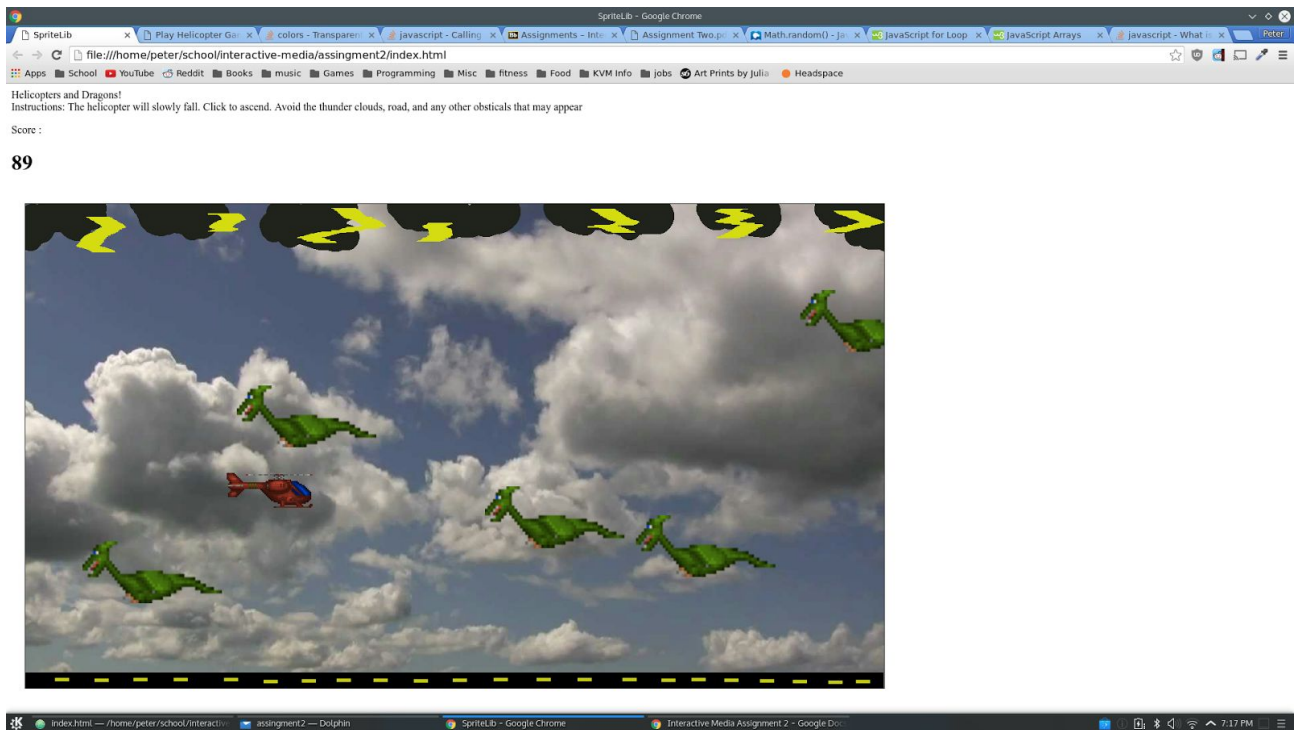 SpriteLib – Google Chrome
SpriteLib
Play Helicopter Ga
colors - Transparent
javascript - Calling
Assignments - Inte
Assignment Two.p
Math.random() - Ja
JavaScript for Loop
JavaScript Arrays
javascript - What is
Peter
file:///home/peter/school/interactive-media/assingment2/index.html
Apps School YouTube Reddit Books music Games Programming Misc fitness Food KVM Info jobs Art Prints by Julia Headspace
Helicopters and Dragons!
Instructions: The helicopter will slowly fall. Click to ascend. Avoid the thunder clouds, road, and any other obsticals that may appear
Score :
89
index.html — /home/peter/school/interactive
assingment2 — Dolphin
SpriteLib – Google Chrome
Interactive Media Assignment 2 - Google Doc
7:17 PM